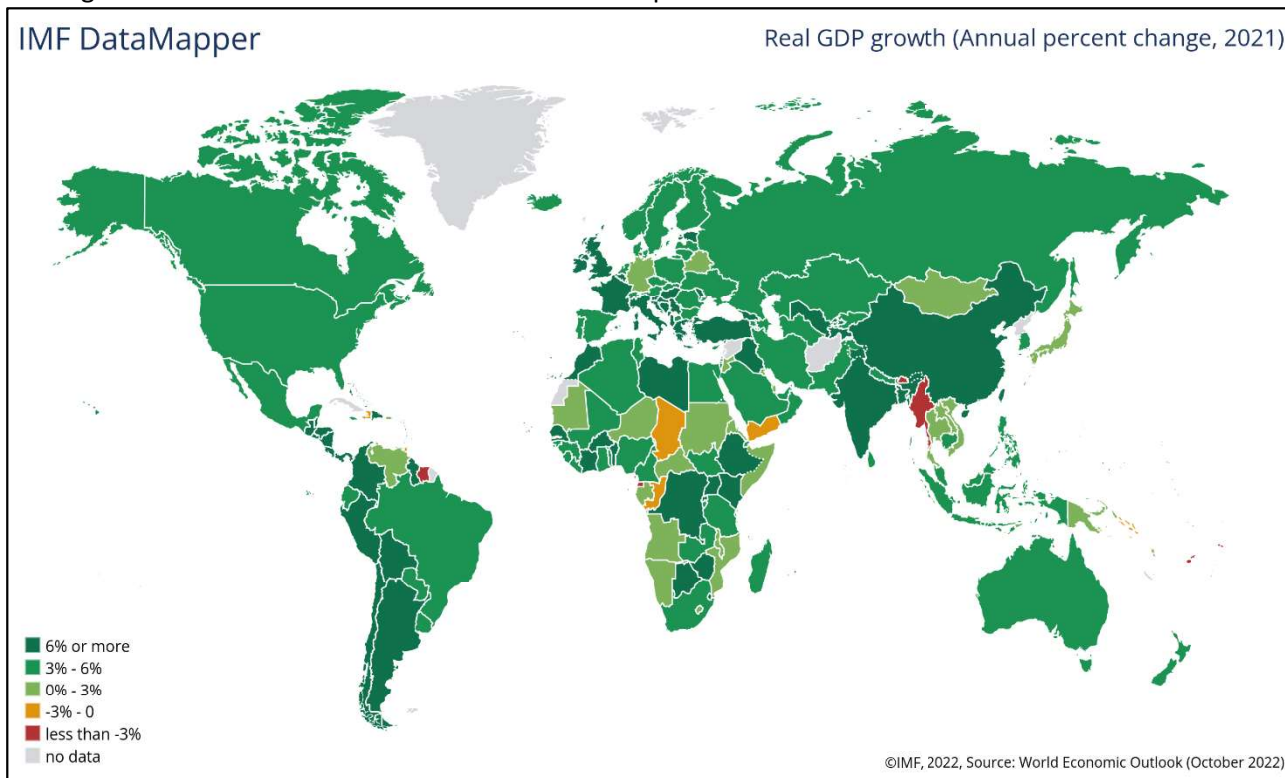 IMF DataMapper
Real GDP growth (Annual percent change, 2021)
6% or more
3% - 6%
0% - 3%
-3% - 0
less than -3%
no data
©IMF, 2022, Source: World Economic Outlook (October 2022)